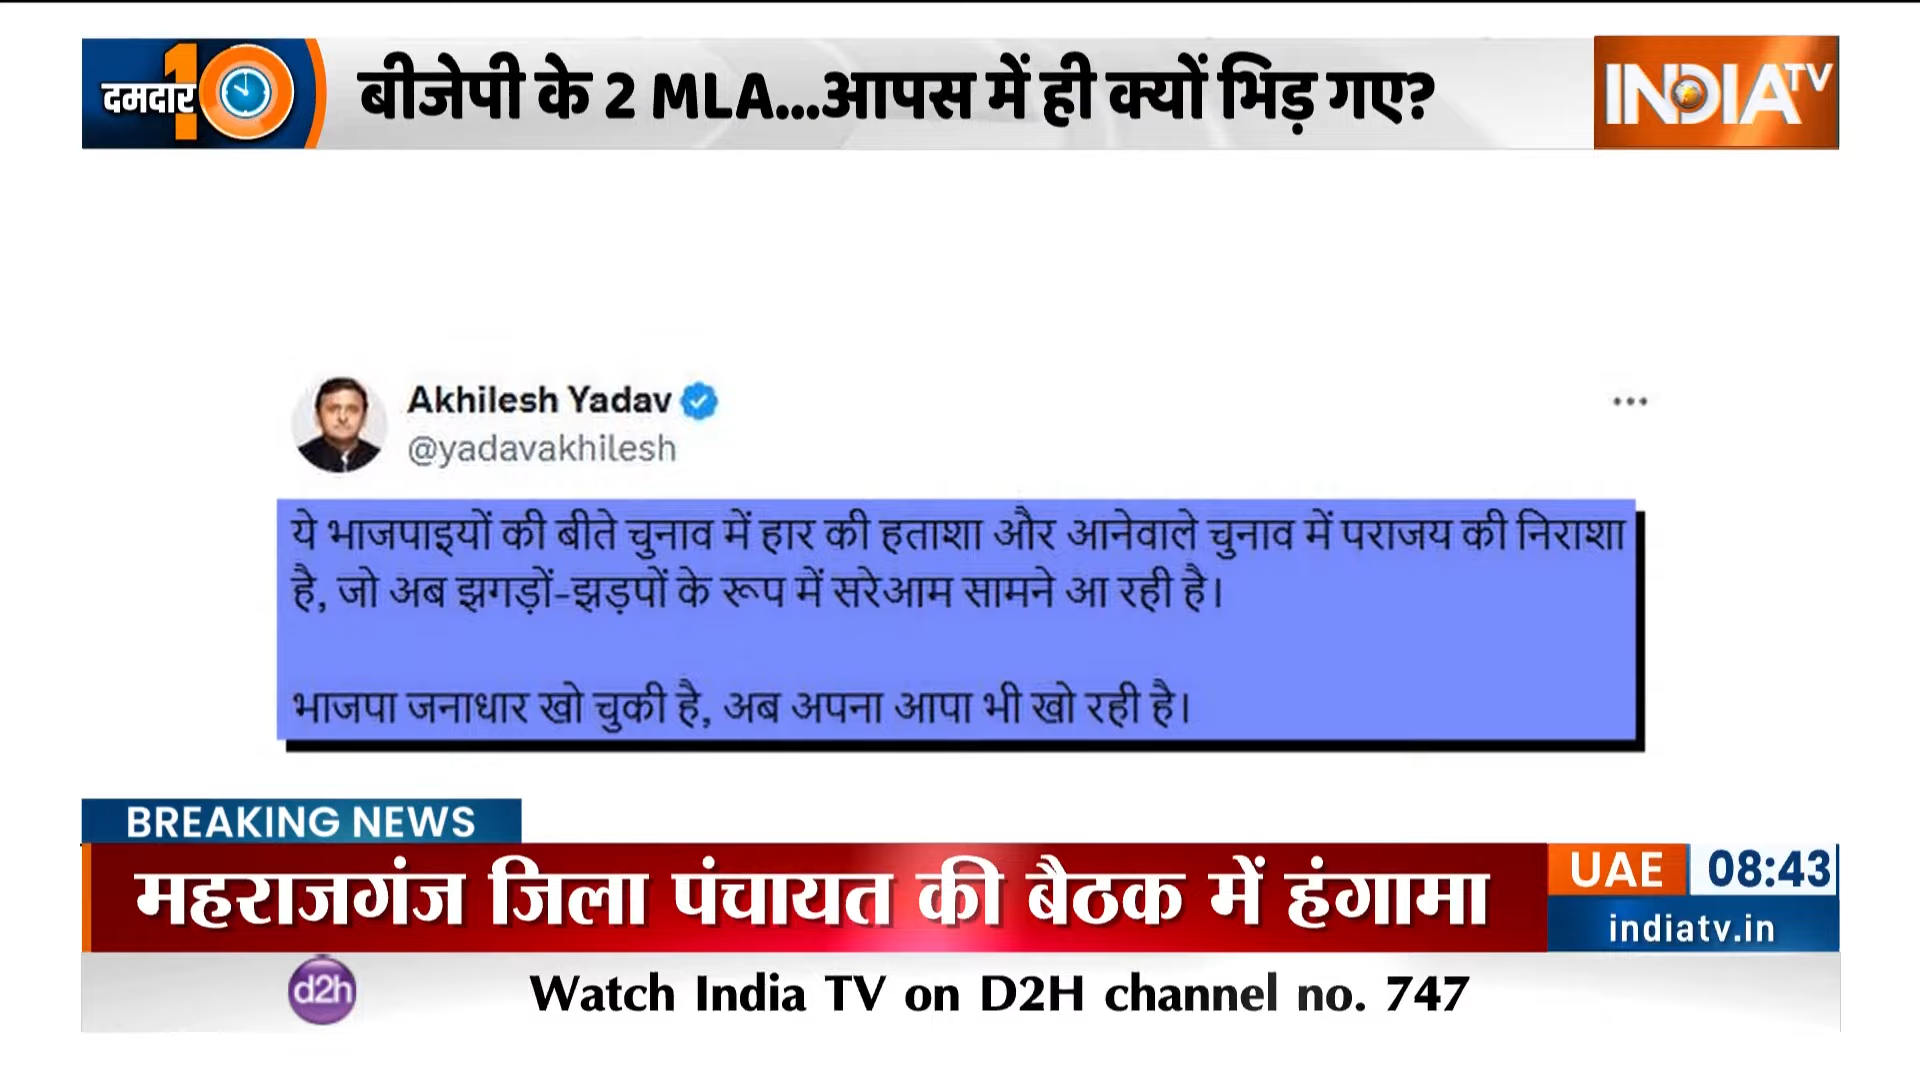 दमदार 10
बीजेपी के 2 MLA...आपस में ही क्यों भिड़ गए?
INDIA TV
Akhilesh Yadav
@yadavakhilesh
ये भाजपाइयों की बीते चुनाव में हार की हताशा और आनेवाले चुनाव में पराजय की निराशा
है, जो अब झगड़ों-झड़पों के रूप में सरेआम सामने आ रही है।
भाजपा जनाधार खो चुकी है, अब अपना आपा भी खो रही है।
BREAKING NEWS
महराजगंज जिला पंचायत की बैठक में हंगामा
UAE 08:43
indiatv.in
d2h
Watch India TV on D2H channel no. 747